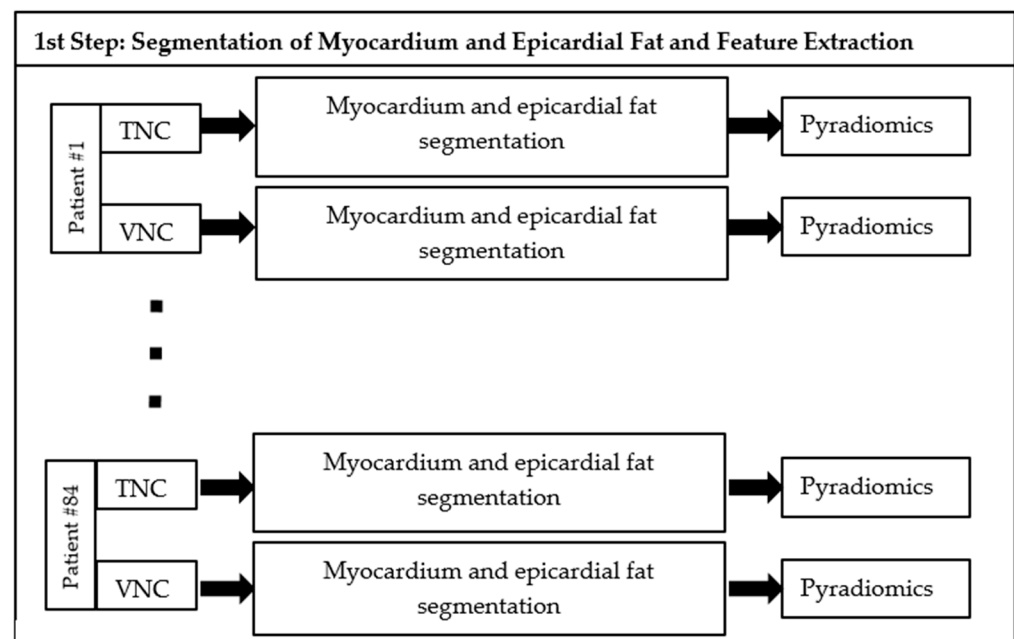 1st Step: Segmentation of Myocardium and Epicardial Fat and Feature Extraction
Patient #1
TNC
Myocardium and epicardial fat
segmentation
Pyradiomics
VNC
Myocardium and epicardial fat
segmentation
Pyradiomics
Patient #84
TNC
Myocardium and epicardial fat
segmentation
Pyradiomics
VNC
Myocardium and epicardial fat
segmentation
Pyradiomics